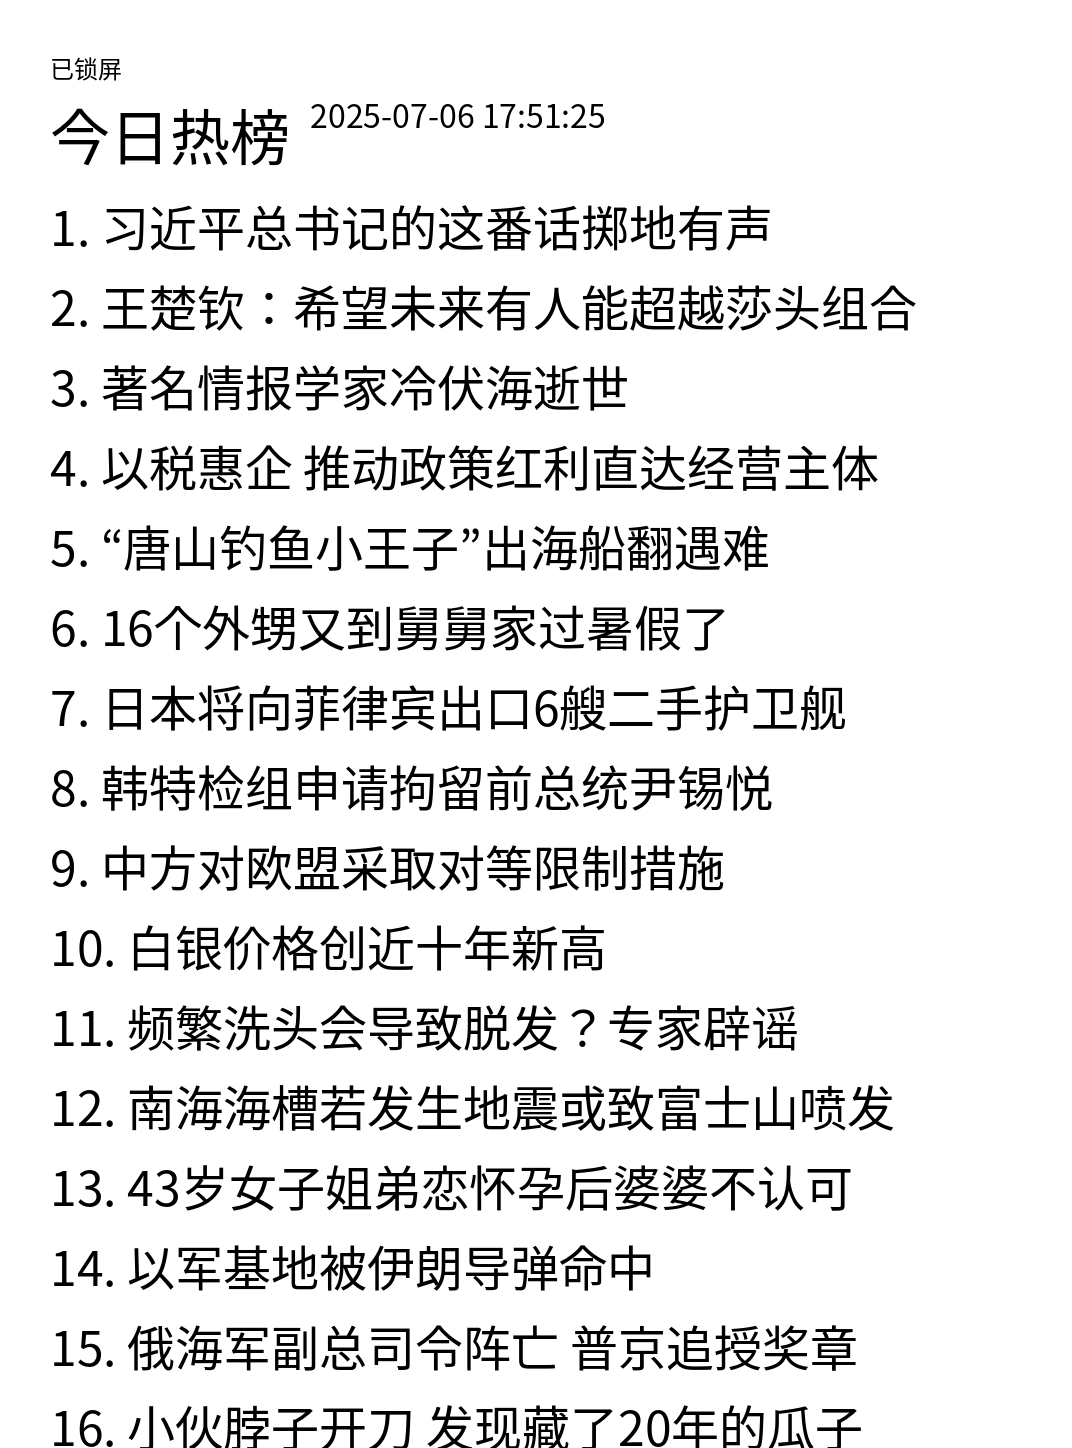 已锁屏
今日热榜 2025-07-06 17:51:25
1. 习近平总书记的这番话掷地有声
2. 王楚钦：希望未来有人能超越莎头组合
3. 著名情报学家冷伏海逝世
4. 以税惠企 推动政策红利直达经营主体
5. “唐山钓鱼小王子”出海船翻遇难
6. 16个外甥又到舅舅家过暑假了
7. 日本将向菲律宾出口6艘二手护卫舰
8. 韩特检组申请拘留前总统尹锡悦
9. 中方对欧盟采取对等限制措施
10. 白银价格创近十年新高
11. 频繁洗头会导致脱发？专家辟谣
12. 南海海槽若发生地震或致富士山喷发
13. 43岁女子姐弟恋怀孕后婆婆不认可
14. 以军基地被伊朗导弹命中
15. 俄海军副总司令阵亡 普京追授奖章
16. 小伙脖子开刀 发现藏了20年的瓜子